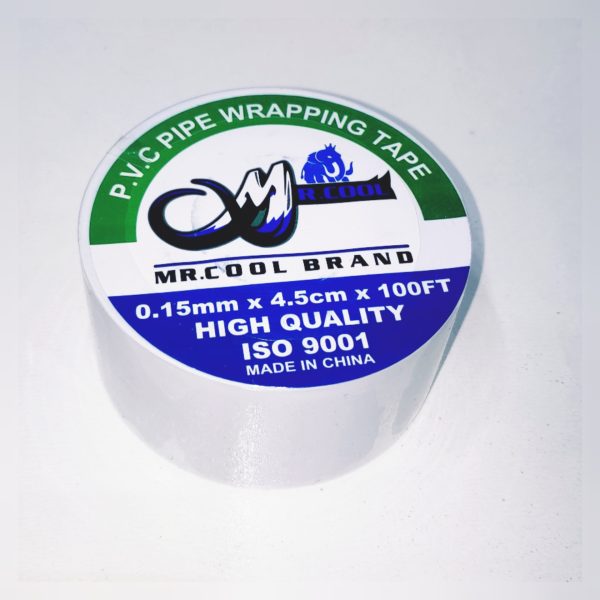 P.V.C PIPE WRAPPING TAPE
MR.COOL
MR.COOL BRAND
0.15mm x 4.5cm x 100FT
HIGH QUALITY
ISO 9001
MADE IN CHINA